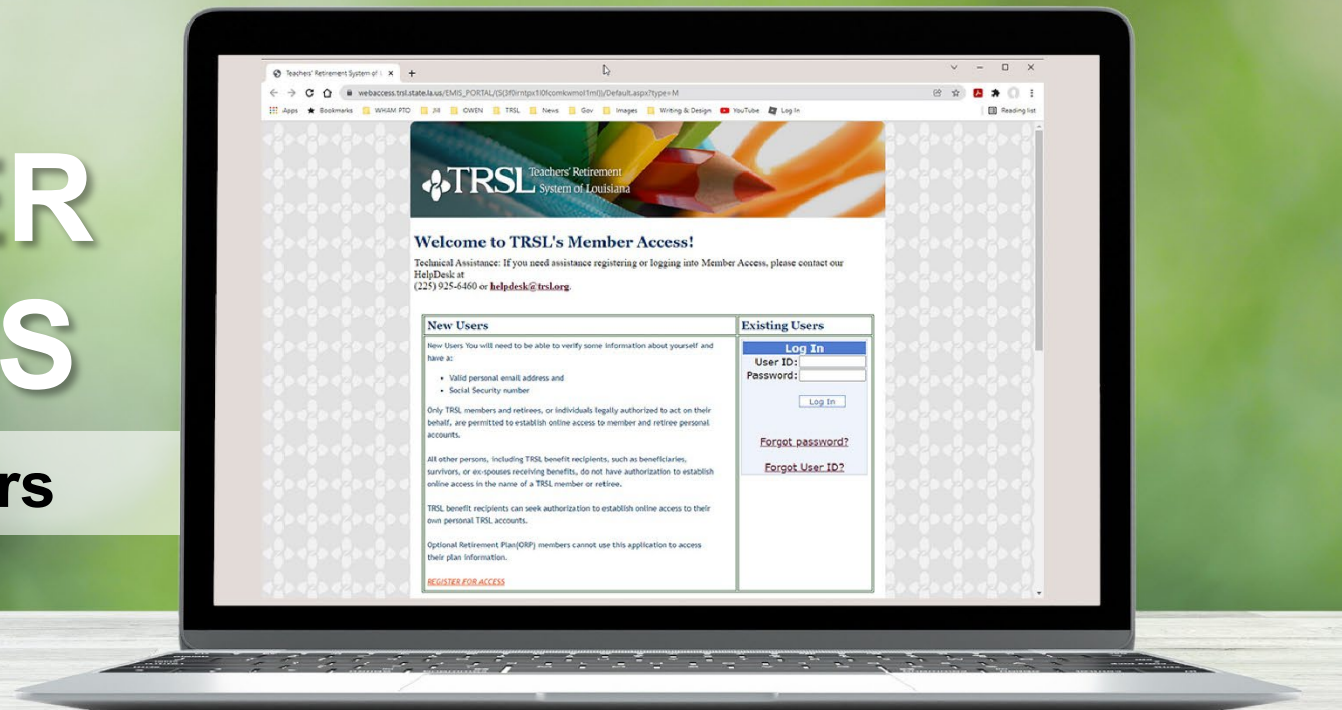 ER
S
rs
Teachers' Retirement System of L
webaccess.trsl.state.la.us/EMIS_PORTAL/(S(3f0irntpx1l0fcomkwmot1ml))/Default.aspx?type=M
Apps Bookmarks WHAM PTO Jill OWEN TRSL News Gov Images Writing & Design YouTube Log In Reading list
TRSL Teachers' Retirement
System of Louisiana
Welcome to TRSL's Member Access!
Technical Assistance: If you need assistance registering or logging into Member Access, please contact our
HelpDesk at
(225) 925-6460 or helpdesk@trsl.org.
New Users
New Users You will need to be able to verify some information about yourself and
have a:
• Valid personal email address and
• Social Security number
Only TRSL members and retirees, or individuals legally authorized to act on their
behalf, are permitted to establish online access to member and retiree personal
accounts.
All other persons, including TRSL benefit recipients, such as beneficiaries,
survivors, or ex-spouses receiving benefits, do not have authorization to establish
online access in the name of a TRSL member or retiree.
TRSL benefit recipients can seek authorization to establish online access to their
own personal TRSL accounts.
Optional Retirement Plan(ORP) members cannot use this application to access
their plan information.
REGISTER FOR ACCESS
Existing Users
Log In
User ID:
Password:
Log In
Forgot password?
Forgot User ID?